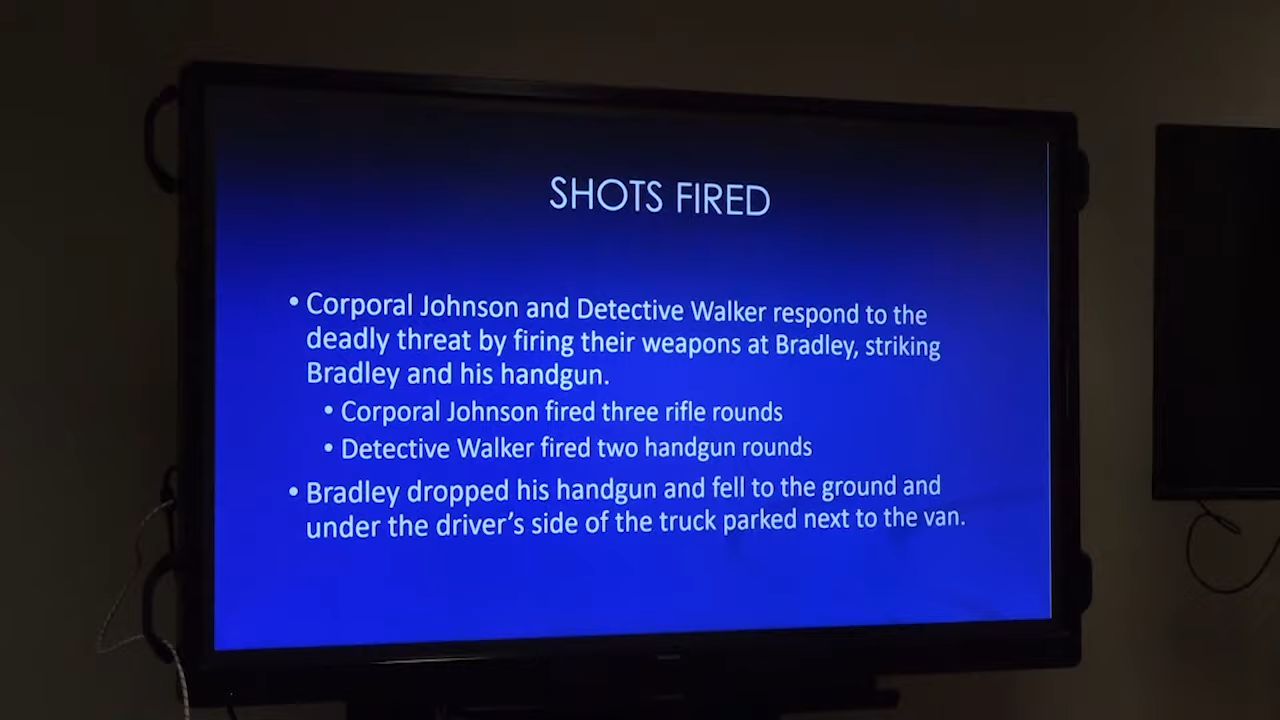 SHOTS FIRED
• Corporal Johnson and Detective Walker respond to the
deadly threat by firing their weapons at Bradley, striking
Bradley and his handgun.
• Corporal Johnson fired three rifle rounds
• Detective Walker fired two handgun rounds
• Bradley dropped his handgun and fell to the ground and
under the driver's side of the truck parked next to the van.